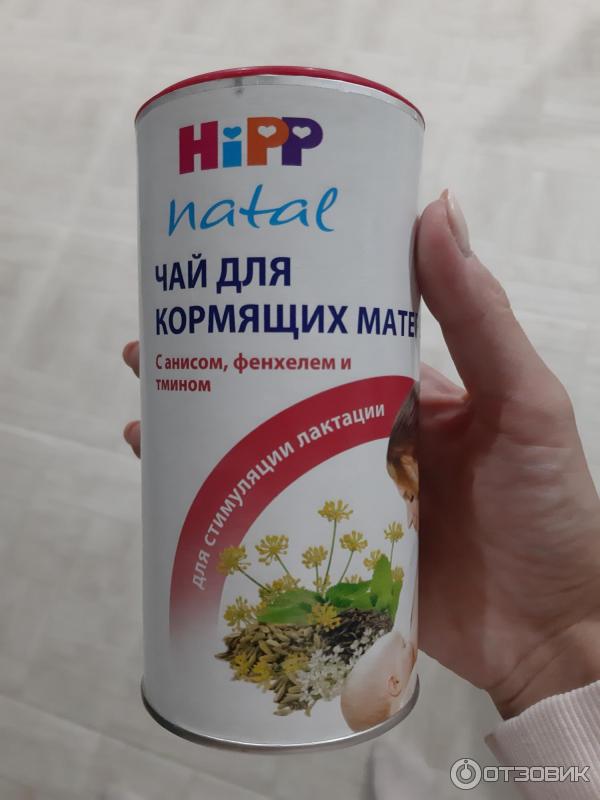 HiPP
natal
ЧАЙ ДЛЯ
КОРМЯЩИХ МАТЕ
С анисом, фенхелем и
тмином
для стимуляции лактации
ОТЗОВИК